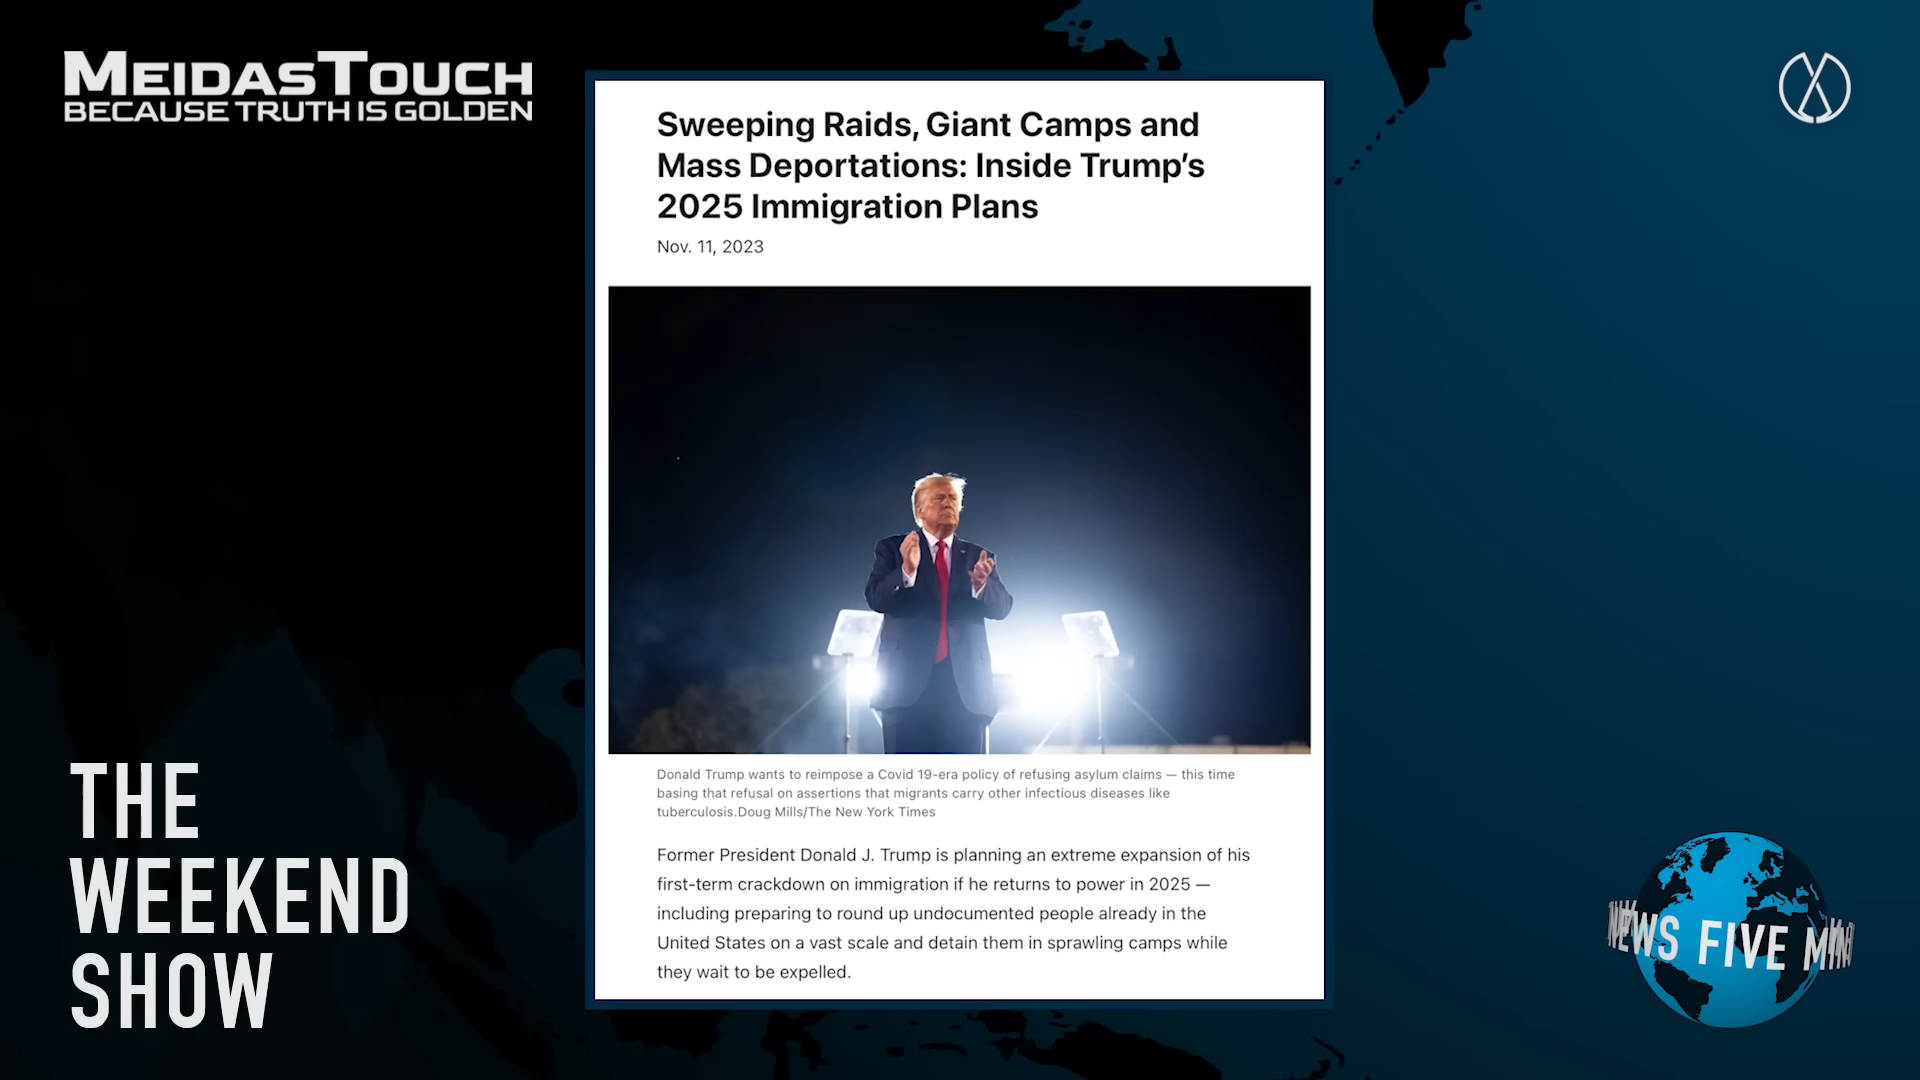 MEIDASTOUCH
BECAUSE TRUTH IS GOLDEN
Sweeping Raids, Giant Camps and
Mass Deportations: Inside Trump’s
2025 Immigration Plans
Nov. 11, 2023
Donald Trump wants to reimpose a Covid 19-era policy of refusing asylum claims — this time
basing that refusal on assertions that migrants carry other infectious diseases like
tuberculosis.Doug Mills/The New York Times
Former President Donald J. Trump is planning an extreme expansion of his
first-term crackdown on immigration if he returns to power in 2025 —
including preparing to round up undocumented people already in the
United States on a vast scale and detain them in sprawling camps while
they wait to be expelled.
THE
WEEKEND
SHOW
NEWS FIVE